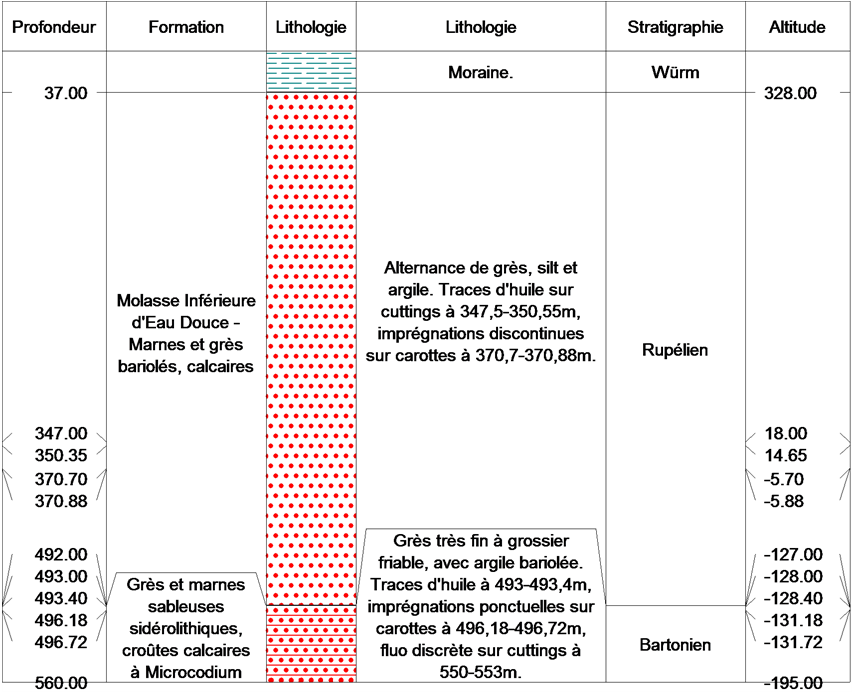 Profondeur Formation Lithologie Lithologie Stratigraphie Altitude
Moraine. Würm
37.00 328.00
Molasse Inférieure
d'Eau Douce -
Marnes et grès
bariolés, calcaires
Alternance de grès, silt et
argile. Traces d'huile sur
cuttings à 347,5-350,55m,
imprégnations discontinues
sur carottes à 370,7-370,88m.
Rupélien
347.00 18.00
350.35 14.65
370.70 -5.70
370.88 -5.88
492.00 -127.00
493.00 -128.00
493.40 -128.40
496.18 -131.18
496.72 -131.72
Grès et marnes
sableuses
sidérolithiques,
croûtes calcaires
à Microcodium
Grès très fin à grossier
friable, avec argile bariolée.
Traces d'huile à 493-493,4m,
imprégnations ponctuelles sur
carottes à 496,18-496,72m,
fluo discrète sur cuttings à
550-553m.
Bartonien
560.00 -195.00